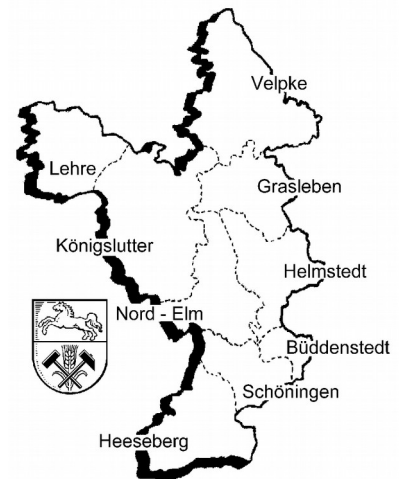 Velpke
Lehre
Grasleben
Königslutter
Helmstedt
Nord - Elm
Büddenstedt
Schöningen
Heeseberg